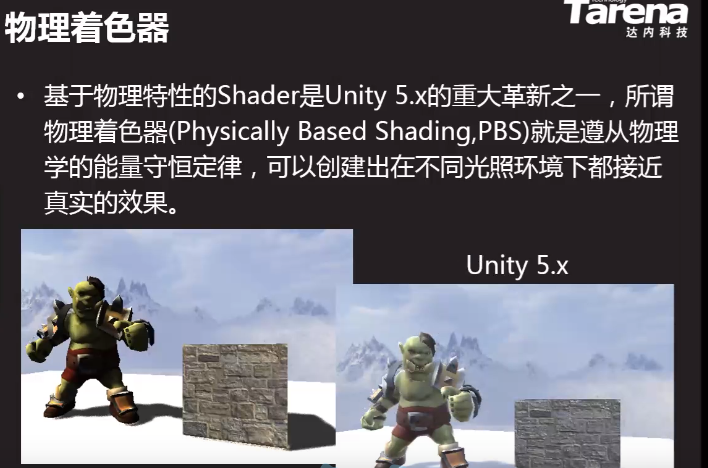 物理着色器
Technology
Tarena
达内科技
• 基于物理特性的Shader是Unity 5.x的重大革新之一，所谓
物理着色器(Physically Based Shading,PBS)就是遵从物理
学的能量守恒定律，可以创建出在不同光照环境下都接近
真实的效果。
Unity 5.x